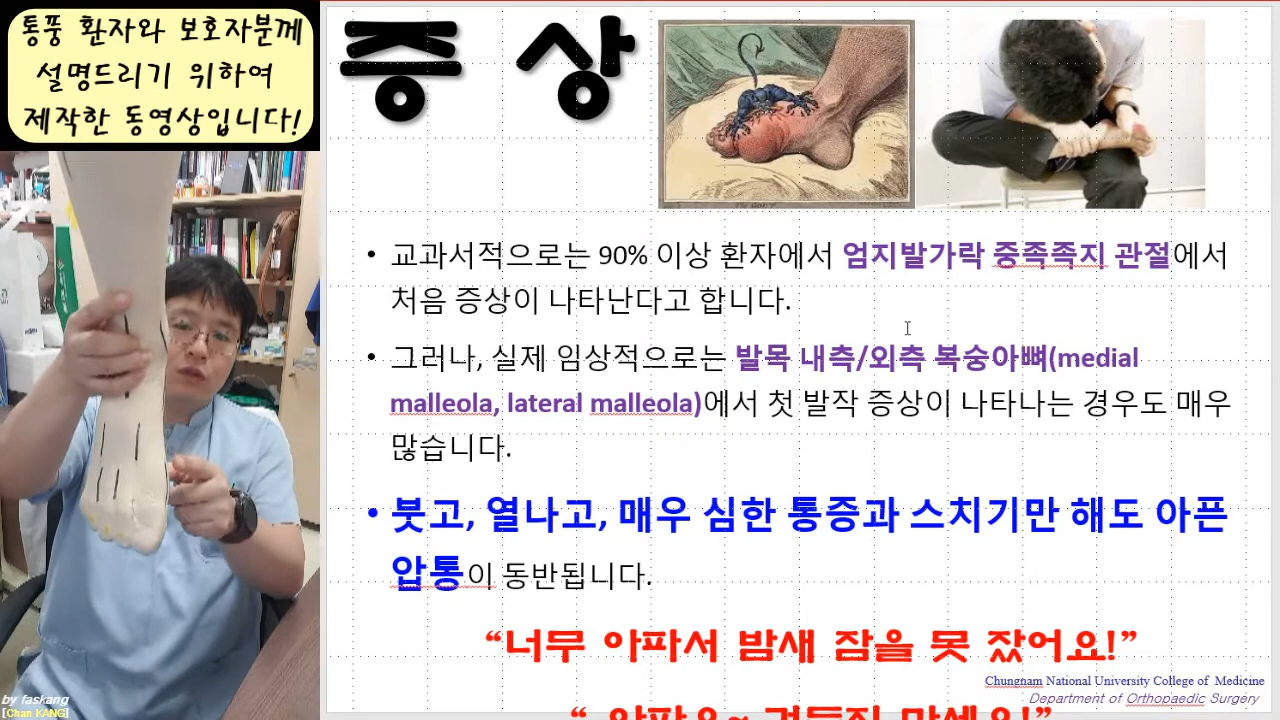 통풍 환자와 보호자분께
설명드리기 위하여
제작한 동영상입니다!
증 상
• 교과서적으로는 90% 이상 환자에서 엄지발가락 중족족지 관절에서
처음 증상이 나타난다고 합니다.
• 그러나, 실제 임상적으로는 발목 내측/외측 복숭아뼈(medial
malleola, lateral malleola)에서 첫 발작 증상이 나타나는 경우도 매우
많습니다.
• 붓고, 열나고, 매우 심한 통증과 스치기만 해도 아픈
압통이 동반됩니다.
“너무 아파서 밤새 잠을 못 잤어요!”
Chungnam National University College of Medicine
Department of Orthopaedic Surgery
by faskang
[Chan KANG]